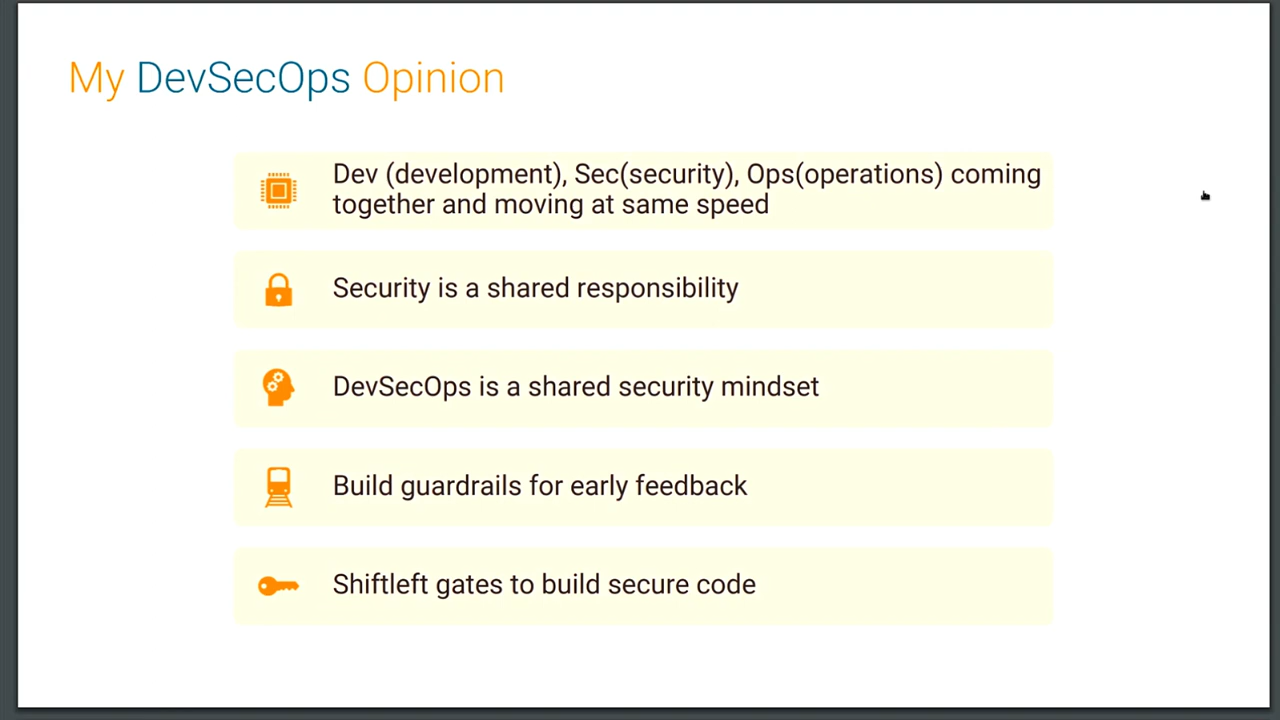 My DevSecOps Opinion
Dev (development), Sec(security), Ops(operations) coming
together and moving at same speed
Security is a shared responsibility
DevSecOps is a shared security mindset
Build guardrails for early feedback
Shiftleft gates to build secure code